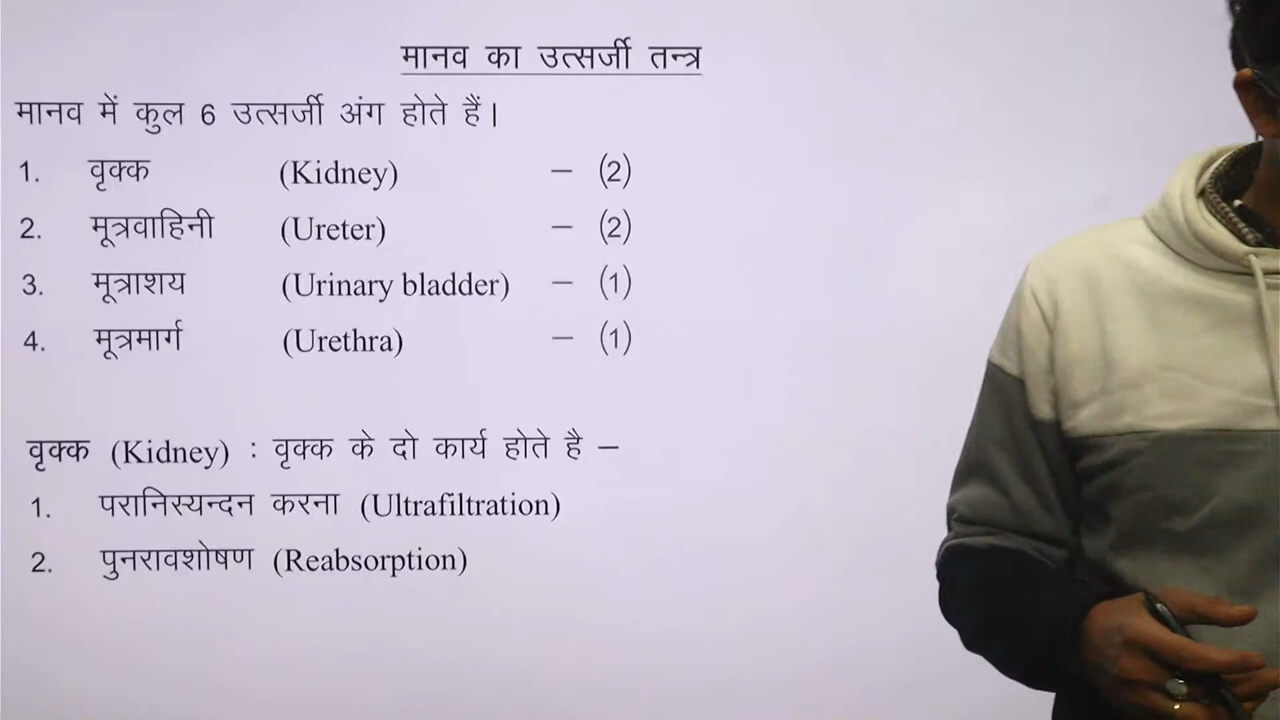 मानव का उत्सर्जी तन्त्र
मानव में कुल 6 उत्सर्जी अंग होते हैं।
1. वृक्क (Kidney) – (2)
2. मूत्रवाहिनी (Ureter) – (2)
3. मूत्राशय (Urinary bladder) – (1)
4. मूत्रमार्ग (Urethra) – (1)
वृक्क (Kidney) : वृक्क के दो कार्य होते है –
1. परानिस्यन्दन करना (Ultrafiltration)
2. पुनरावशोषण (Reabsorption)